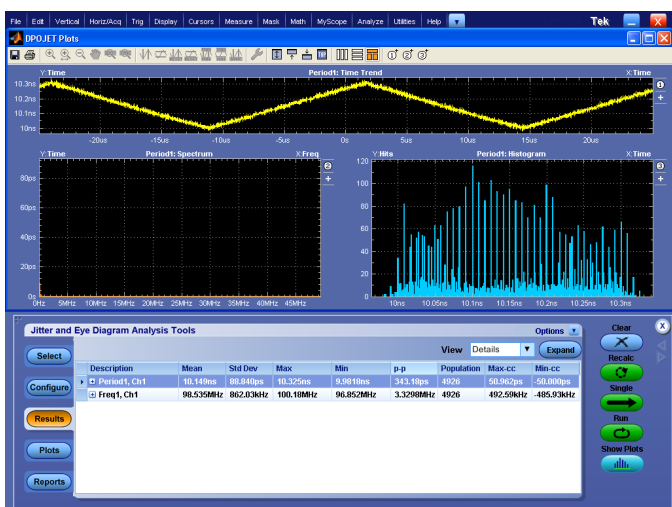 File Edit Vertical Horiz/Acq Trig Display Cursors Measure Mask Math MyScope Analyze Utilities Help Tek
DPOJET Plots
Y:Time Period1: Time Trend X:Time
10.3ns
10.2ns
10.1ns
10ns
-20us -15us -10us -5us 0s 5us 10us 15us 20us
1
Y:Time Period1: Spectrum X:Freq
80ps
60ps
40ps
20ps
0s
0Hz 5MHz 10MHz 15MHz 20MHz 25MHz 30MHz 35MHz 40MHz 45MHz
2
Y:Hits Period1: Histogram X:Time
120
100
80
60
40
20
0
10ns 10.05ns 10.1ns 10.15ns 10.2ns 10.25ns 10.3ns
3
Jitter and Eye Diagram Analysis Tools Options
View Details Expand
Select
Configure
Results
Plots
Reports
Description Mean Std Dev Max Min p-p Population Max-cc Min-cc
Period1, Ch1 10.149ns 88.840ps 10.325ns 9.9818ns 343.18ps 4926 50.962ps -50.000ps
Freq1, Ch1 98.535MHz 862.03kHz 100.18MHz 96.852MHz 3.3298MHz 4926 492.59kHz -485.93kHz
Clear
Recalc
Single
Run
Show Plots